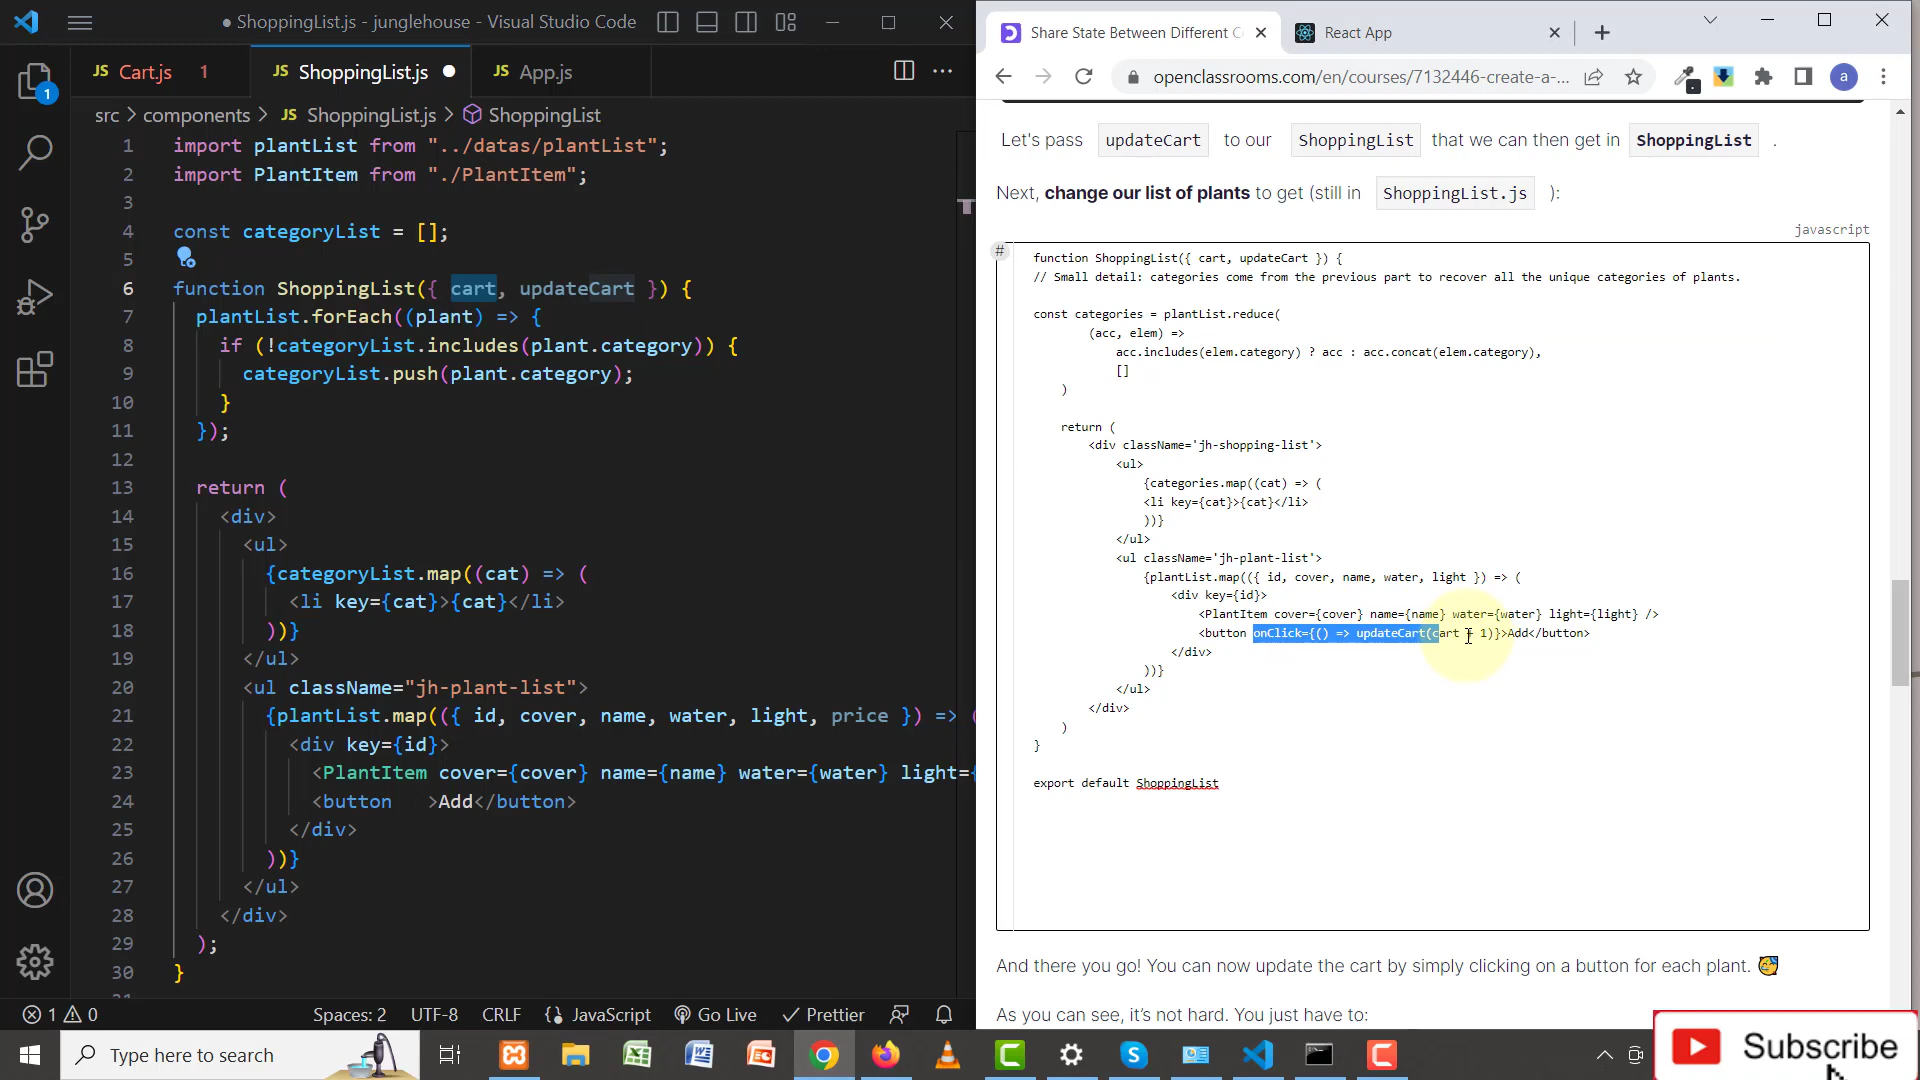 ShoppingList.js - junglehouse - Visual Studio Code
JS Cart.js 1
JS ShoppingList.js
JS App.js
src > components > JS ShoppingList.js > ShoppingList
1 import plantList from "../datas/plantList";
2 import PlantItem from "./PlantItem";
3
4 const categoryList = [];
5
6 function ShoppingList({ cart, updateCart }) {
7 plantList.forEach((plant) => {
8 if (!categoryList.includes(plant.category)) {
9 categoryList.push(plant.category);
10 }
11 });
12
13 return (
14 <div>
15 <ul>
16 {categoryList.map((cat) => (
17 <li key={cat}>{cat}</li>
18 ))}
19 </ul>
20 <ul className="jh-plant-list">
21 {plantList.map(({ id, cover, name, water, light, price }) => (
22 <div key={id}>
23 <PlantItem cover={cover} name={name} water={water} light={
24 <button >Add</button>
25 </div>
26 ))}
27 </ul>
28 </div>
29 );
30 }
1
1 0
Spaces: 2 UTF-8 CRLF {} JavaScript Go Live Prettier
Type here to search
Share State Between Different C
React App
openclassrooms.com/en/courses/7132446-create-a-...
a
Let's pass updateCart to our ShoppingList that we can then get in ShoppingList .
Next, change our list of plants to get (still in ShoppingList.js ):
javascript
#
function ShoppingList({ cart, updateCart }) {
// Small detail: categories come from the previous part to recover all the unique categories of plants.
const categories = plantList.reduce(
(acc, elem) =>
acc.includes(elem.category) ? acc : acc.concat(elem.category),
[]
)
return (
<div className='jh-shopping-list'>
<ul>
{categories.map((cat) => (
<li key={cat}>{cat}</li>
))}
</ul>
<ul className='jh-plant-list'>
{plantList.map(({ id, cover, name, water, light }) => (
<div key={id}>
<PlantItem cover={cover} name={name} water={water} light={light} />
<button onClick={() => updateCart(cart + 1)}>Add</button>
</div>
))}
</ul>
</div>
)
}
export default ShoppingList
And there you go! You can now update the cart by simply clicking on a button for each plant.
As you can see, it's not hard. You just have to:
Subscribe